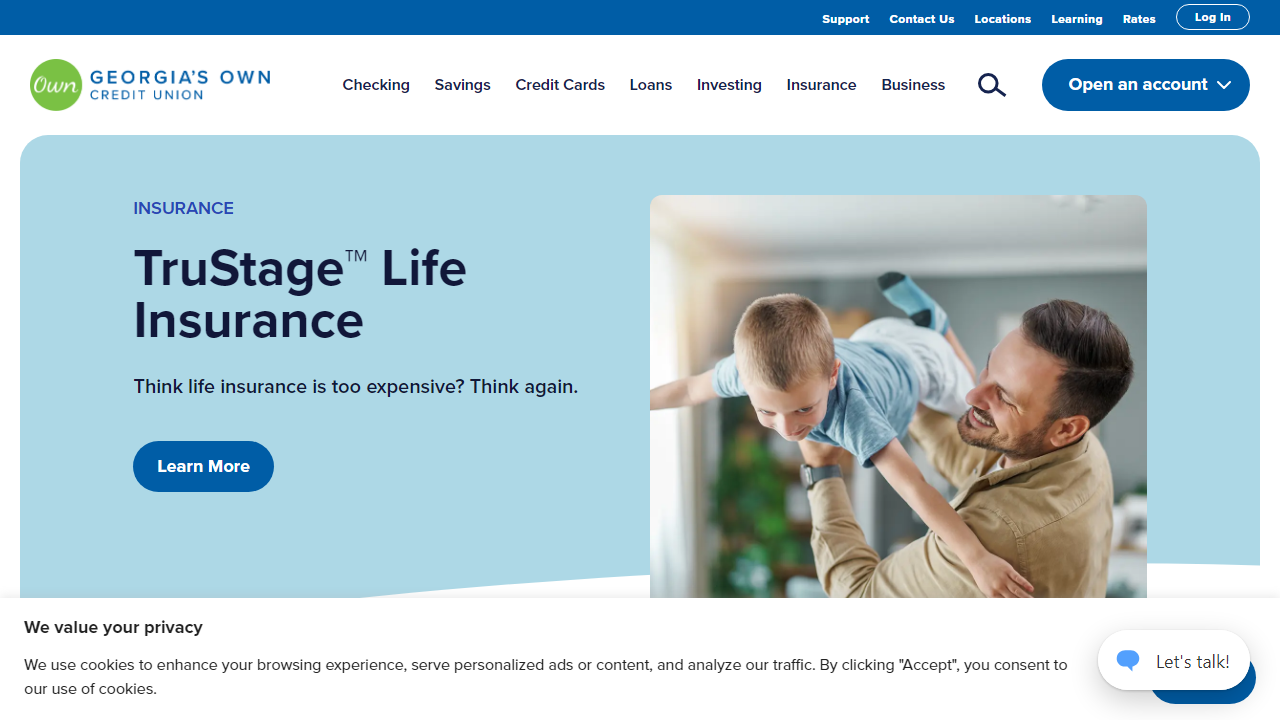 Support Contact Us Locations Learning Rates Log In
Own GEORGIA'S OWN
CREDIT UNION
Checking Savings Credit Cards Loans Investing Insurance Business Open an account
INSURANCE
TruStage™ Life
Insurance
Think life insurance is too expensive? Think again.
Learn More
We value your privacy
We use cookies to enhance your browsing experience, serve personalized ads or content, and analyze our traffic. By clicking "Accept", you consent to
our use of cookies.
Let's talk!